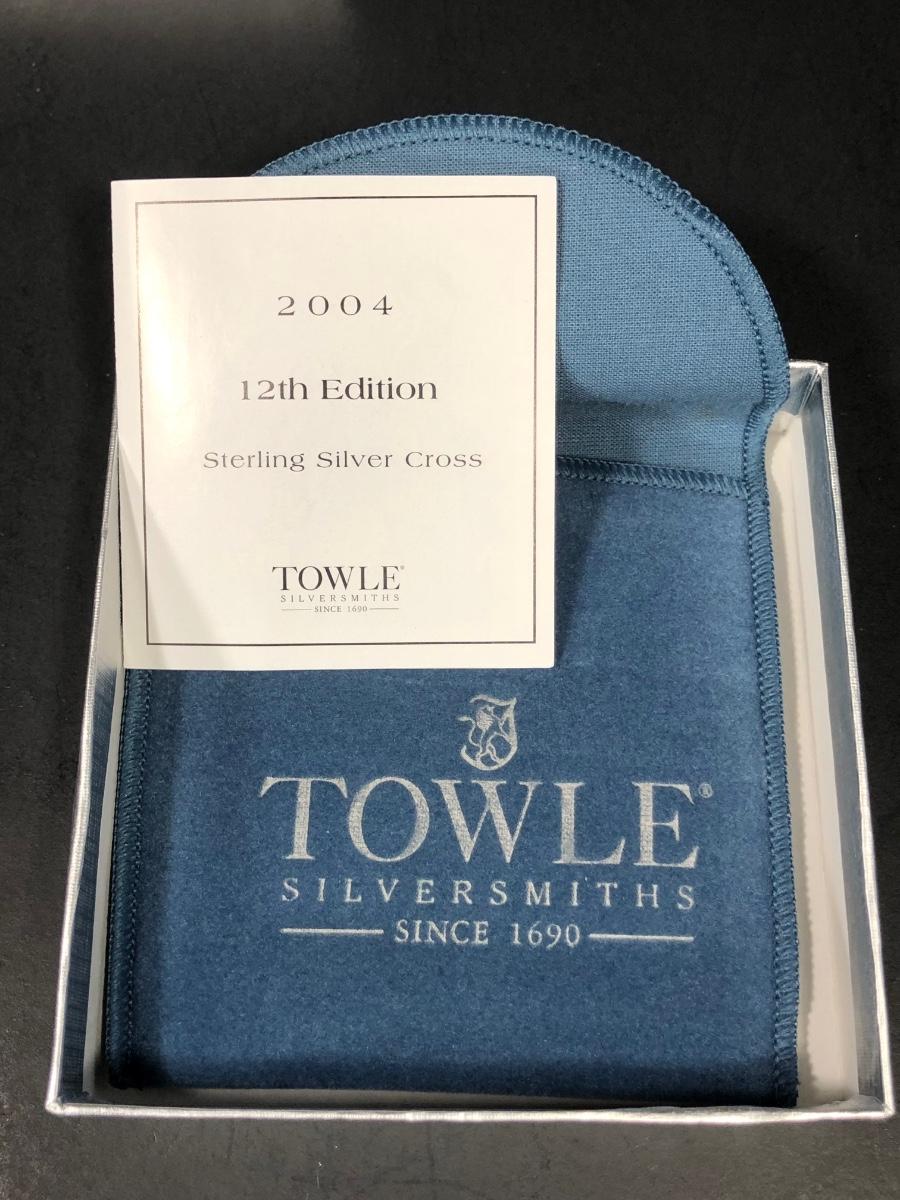 2004
12th Edition
Sterling Silver Cross
TOWLE®
SILVERSMITHS
SINCE 1690
TOWLE®
SILVERSMITHS
SINCE 1690